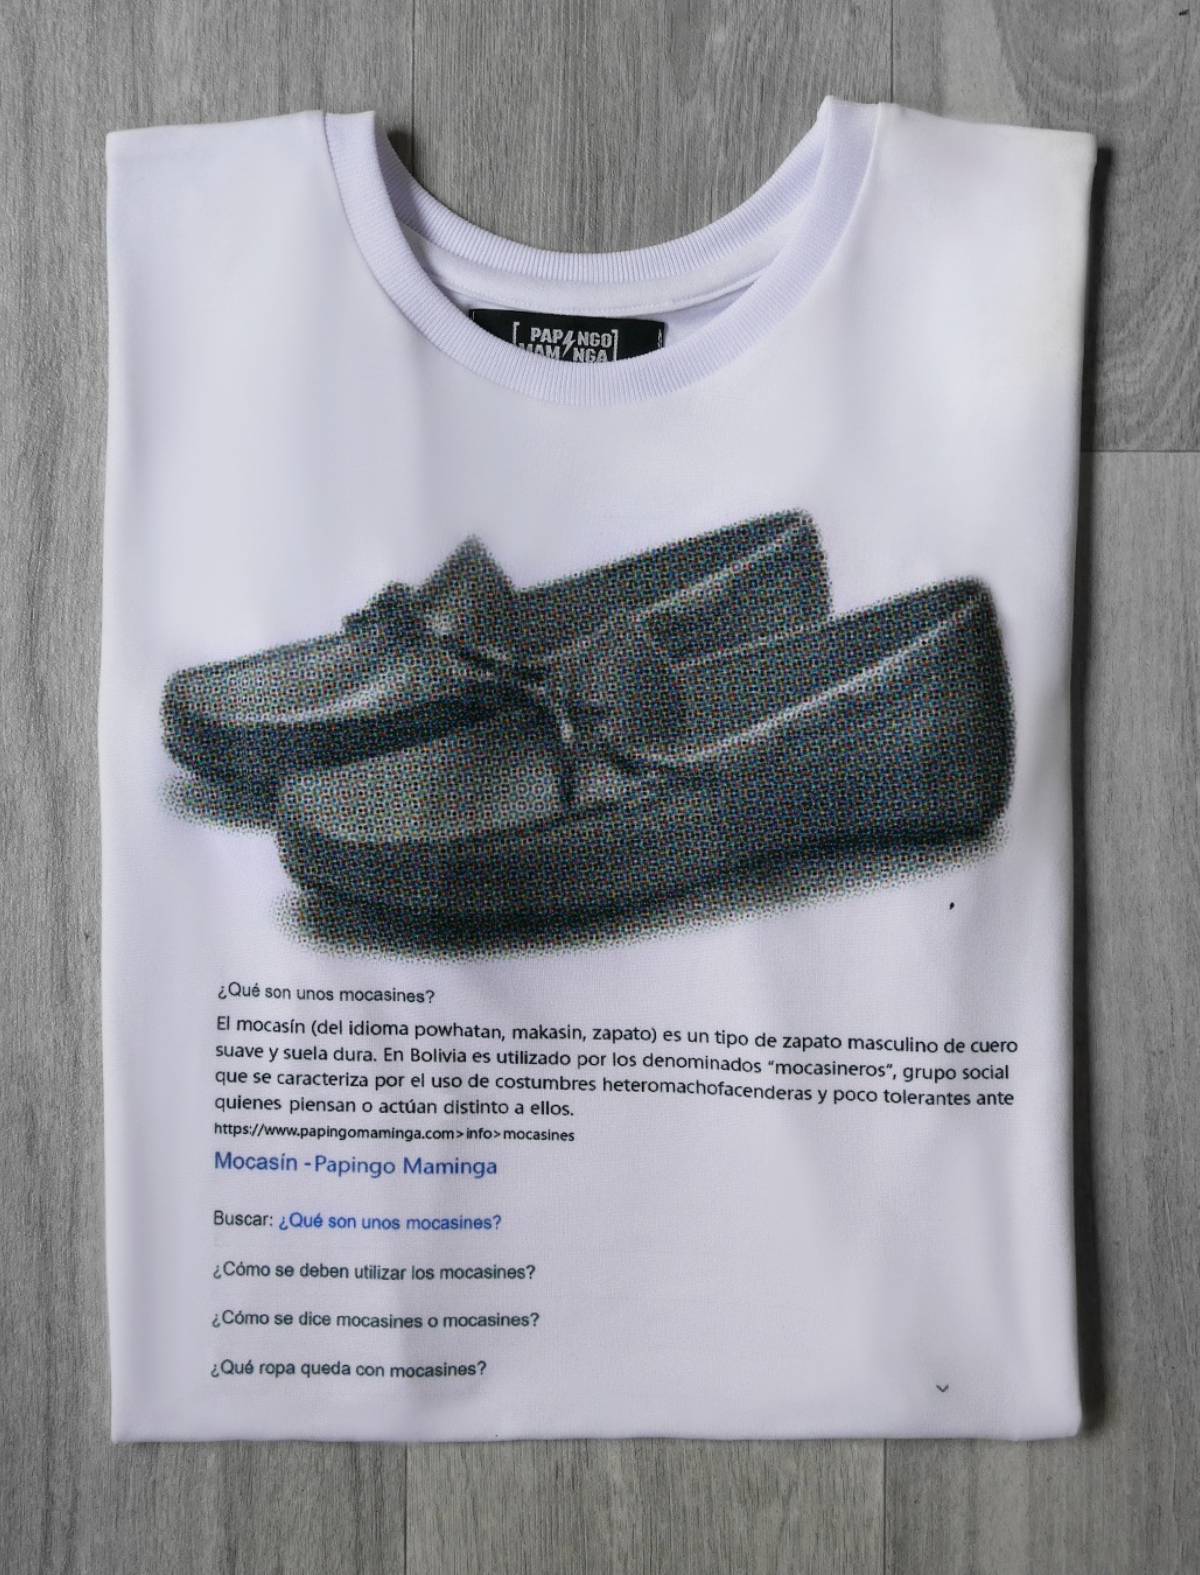 [PAPINGO]
MAMINGA
¿Qué son unos mocasines?
El mocasín (del idioma powhatan, makasin, zapato) es un tipo de zapato masculino de cuero
suave y suela dura. En Bolivia es utilizado por los denominados “mocasineros”, grupo social
que se caracteriza por el uso de costumbres heteromachofacenderas y poco tolerantes ante
quienes piensan o actúan distinto a ellos.
https://www.papingomaminga.com>info>mocasines
Mocasín - Papingo Maminga
Buscar: ¿Qué son unos mocasines?
¿Cómo se deben utilizar los mocasines?
¿Cómo se dice mocasines o mocasines?
¿Qué ropa queda con mocasines?